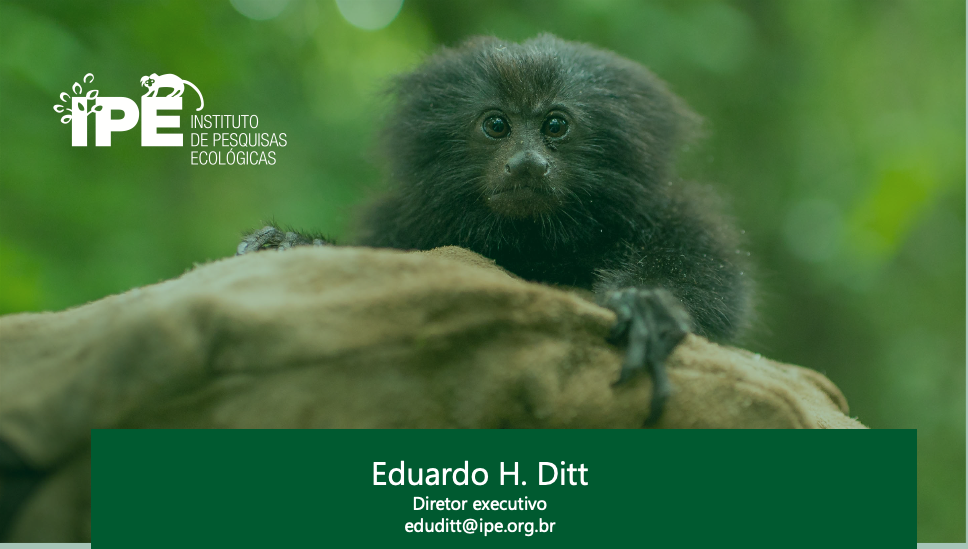 IPÊ
INSTITUTO
DE PESQUISAS
ECOLÓGICAS
Eduardo H. Ditt
Diretor executivo
eduditt@ipe.org.br